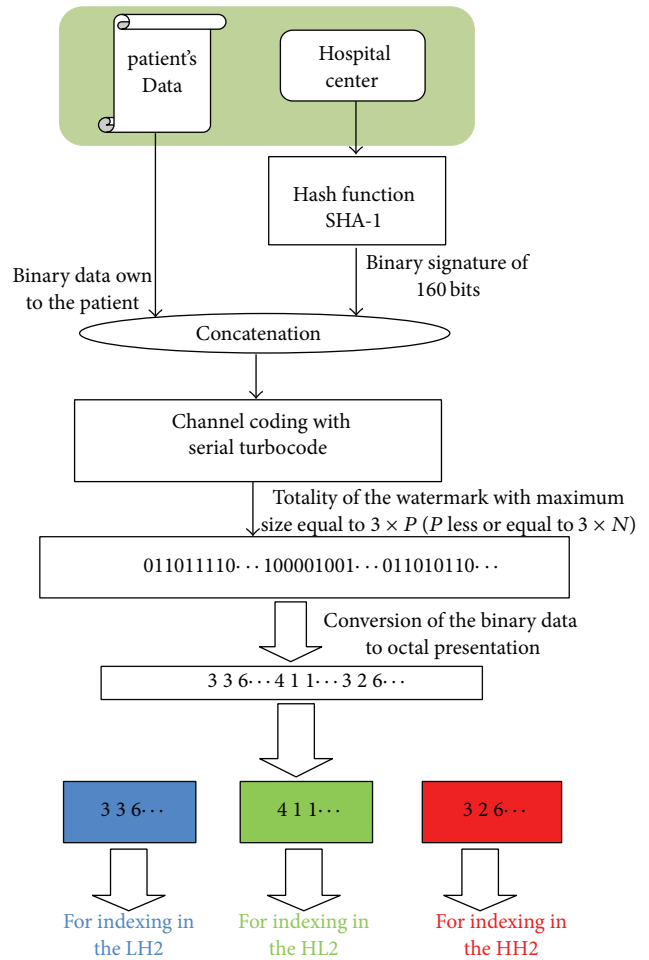 patient's
Data
Hospital
center
Hash function
SHA-1
Binary data own
to the patient
Binary signature of
160 bits
Concatenation
Channel coding with
serial turbocode
Totality of the watermark with maximum
size equal to 3 × P (P less or equal to 3 × N)
011011110··· 100001001··· 011010110···
Conversion of the binary data
to octal presentation
3 3 6··· 4 1 1··· 3 2 6···
3 3 6···
4 1 1···
3 2 6···
For indexing in
the LH2
For indexing in
the HL2
For indexing in
the HH2